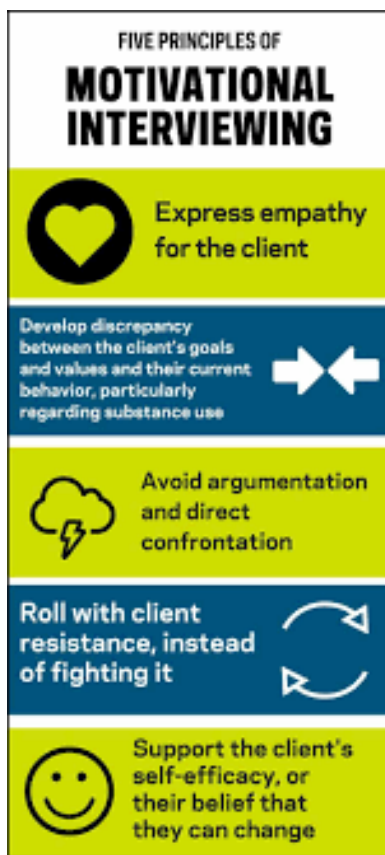 FIVE PRINCIPLES OF
MOTIVATIONAL
INTERVIEWING
Express empathy
for the client
Develop discrepancy
between the client's goals
and values and their current
behavior, particularly
regarding substance use
Avoid argumentation
and direct
confrontation
Roll with client
resistance, instead
of fighting it
Support the client's
self-efficacy, or
their belief that
they can change